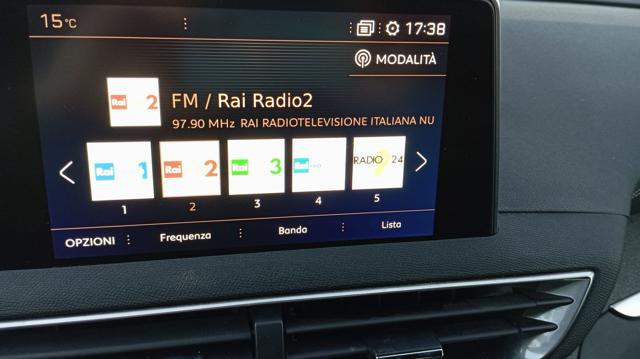 15°C
17:38
MODALITÀ
Rai 2
FM / Rai Radio2
97.90 MHz RAI RADIOTELEVISIONE ITALIANA NU
Rai 1
Rai 2
Rai 3
Rai
RADIO 24
1
2
3
4
5
OPZIONI
Frequenza
Banda
Lista